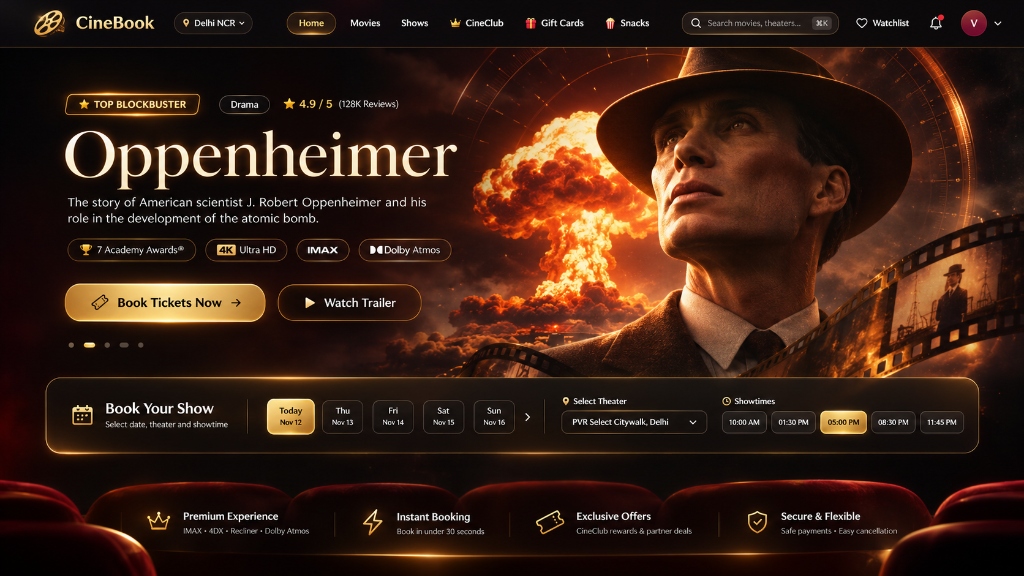 CineBook
Delhi NCR
Home
Movies
Shows
CineClub
Gift Cards
Snacks
Search movies, theaters...
⌘K
Watchlist
V
TOP BLOCKBUSTER
Drama
4.9 / 5 (128K Reviews)
Oppenheimer
The story of American scientist J. Robert Oppenheimer and his
role in the development of the atomic bomb.
7 Academy Awards®
4K Ultra HD
IMAX
Dolby Atmos
Book Tickets Now →
Watch Trailer
Book Your Show
Select date, theater and showtime
Today
Nov 12
Thu
Nov 13
Fri
Nov 14
Sat
Nov 15
Sun
Nov 16
Select Theater
PVR Select Citywalk, Delhi
Showtimes
10:00 AM
01:30 PM
05:00 PM
08:30 PM
11:45 PM
Premium Experience
IMAX • 4DX • Recliner • Dolby Atmos
Instant Booking
Book in under 30 seconds
Exclusive Offers
CineClub rewards & partner deals
Secure & Flexible
Safe payments • Easy cancellation